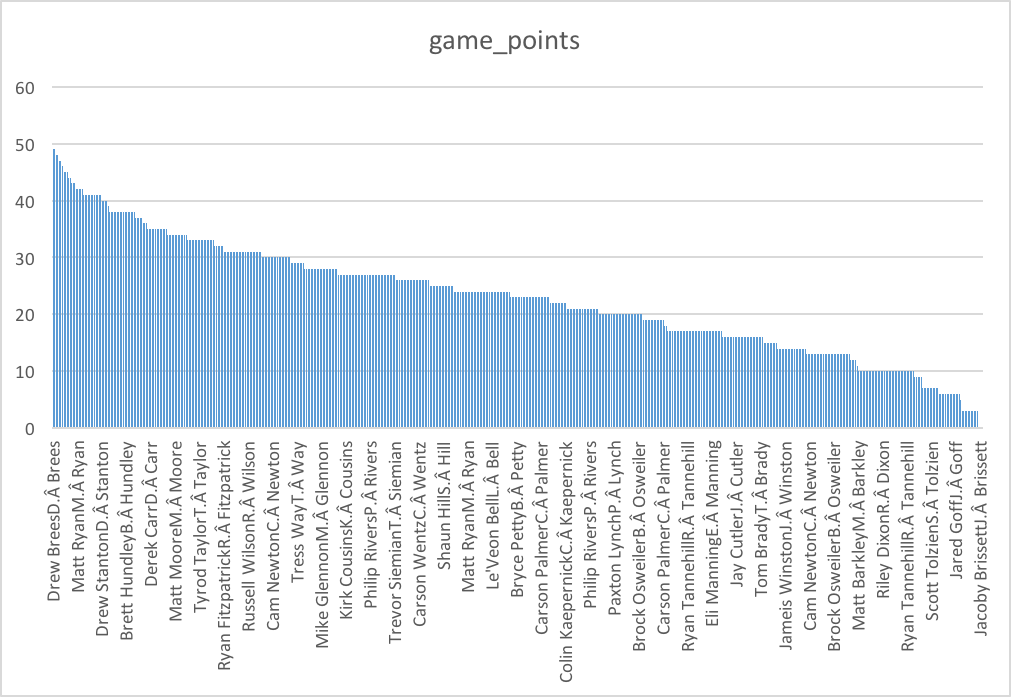 game_points
60
50
40
30
20
10
0
Drew BreesD.Â Brees
Matt RyanM.Â Ryan
Drew StantonD.Â Stanton
Brett HundleyB.Â Hundley
Derek CarrD.Â Carr
Matt MooreM.Â Moore
Tyrod TaylorT.Â Taylor
Ryan FitzpatrickR.Â Fitzpatrick
Russell WilsonR.Â Wilson
Cam NewtonC.Â Newton
Tress WayT.Â Way
Mike GlennonM.Â Glennon
Kirk CousinsK.Â Cousins
Philip RiversP.Â Rivers
Trevor SiemianT.Â Siemian
Carson WentzC.Â Wentz
Shaun HillS.Â Hill
Matt RyanM.Â Ryan
Le'Veon BellL.Â Bell
Bryce PettyB.Â Petty
Carson PalmerC.Â Palmer
Colin KaepernickC.Â Kaepernick
Philip RiversP.Â Rivers
Paxton LynchP.Â Lynch
Brock OsweilerB.Â Osweiler
Carson PalmerC.Â Palmer
Ryan TannehillR.Â Tannehill
Eli ManningE.Â Manning
Jay CutlerJ.Â Cutler
Tom BradyT.Â Brady
Jameis WinstonJ.Â Winston
Cam NewtonC.Â Newton
Brock OsweilerB.Â Osweiler
Matt BarkleyM.Â Barkley
Riley DixonR.Â Dixon
Ryan TannehillR.Â Tannehill
Scott TolzienS.Â Tolzien
Jared GoffJ.Â Goff
Jacoby BrissettJ.Â Brissett